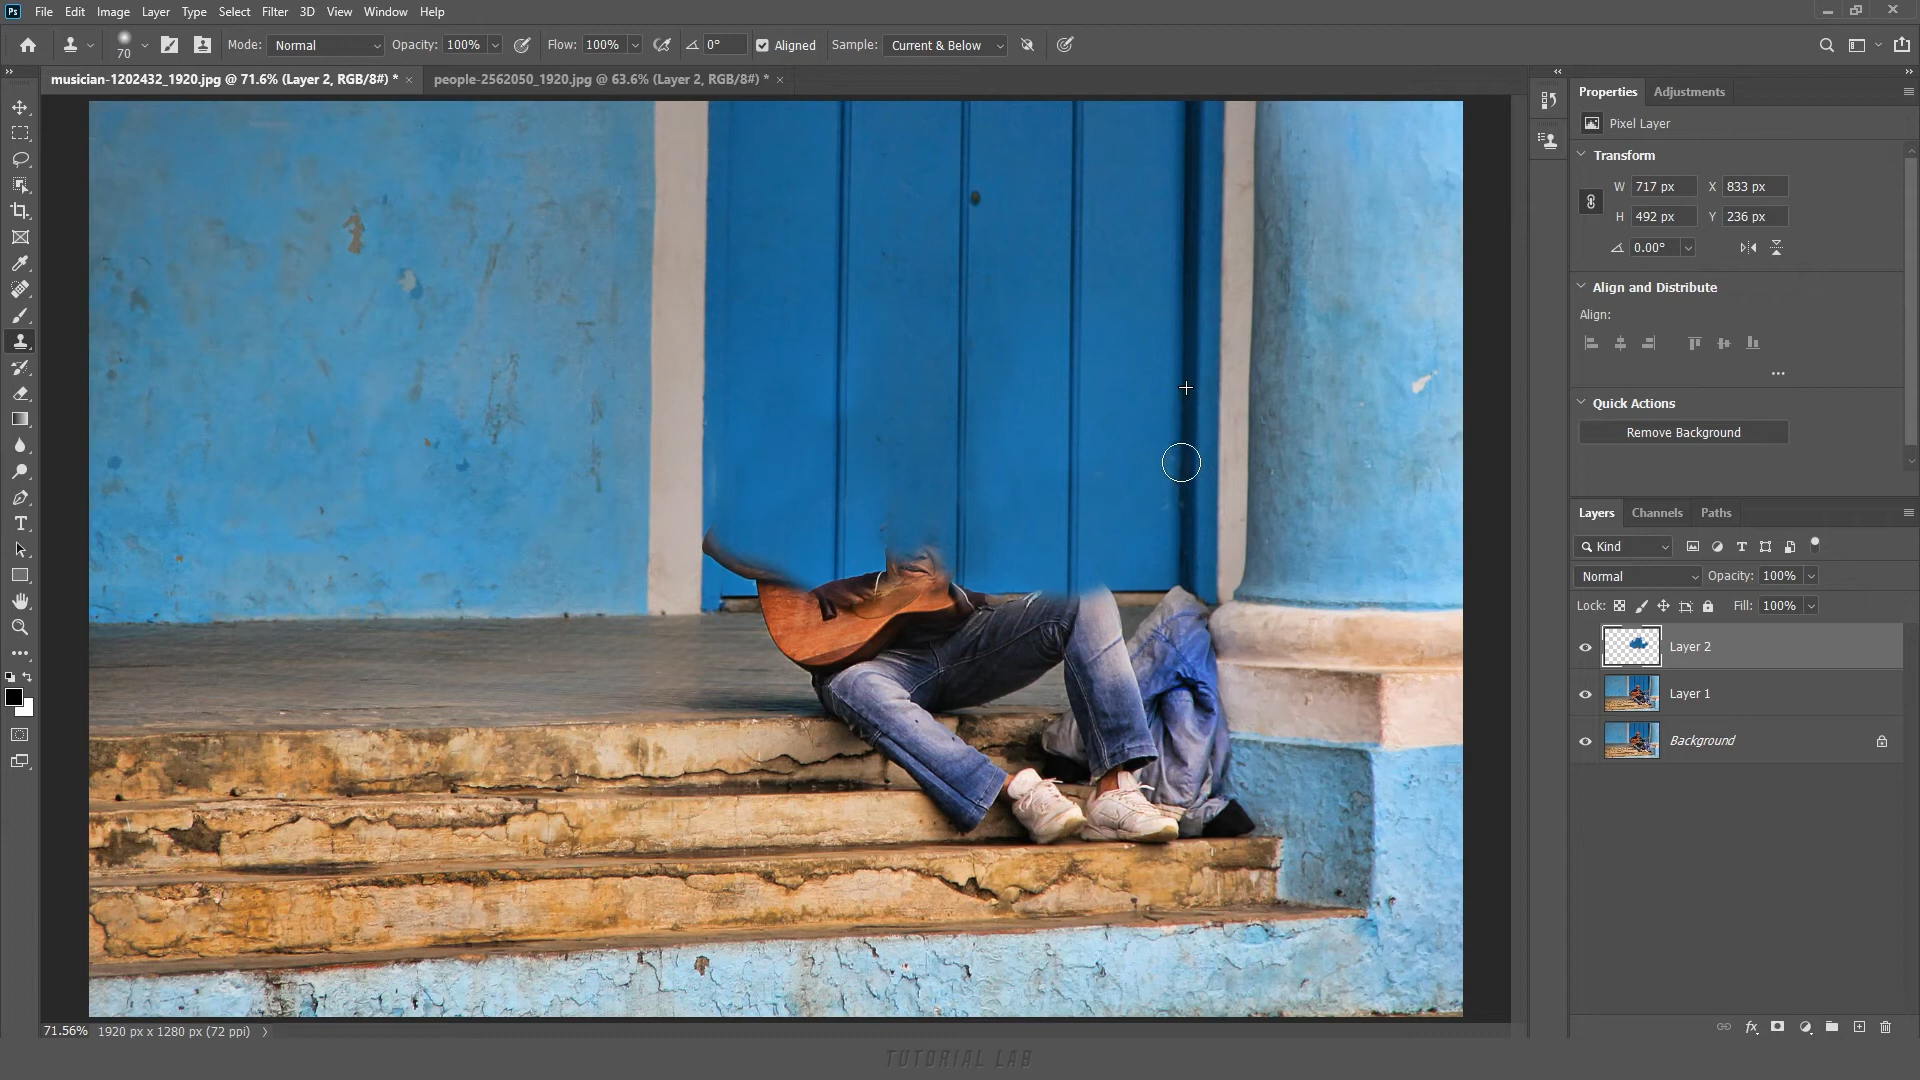 Ps File Edit Image Layer Type Select Filter 3D View Window Help
70 Mode: Normal Opacity: 100% Flow: 100% 0° Aligned Sample: Current & Below
musician-1202432_1920.jpg @ 71.6% (Layer 2, RGB/8#) * × people-2562050_1920.jpg @ 63.6% (Layer 2, RGB/8#) * ×
Properties Adjustments
Pixel Layer
Transform
W 717 px X 833 px
H 492 px Y 236 px
0.00°
Align and Distribute
Align:
Quick Actions
Remove Background
Layers Channels Paths
Kind
Normal Opacity: 100%
Lock: Fill: 100%
Layer 2
Layer 1
Background
71.56% 1920 px x 1280 px (72 ppi)
TUTORIAL LAB